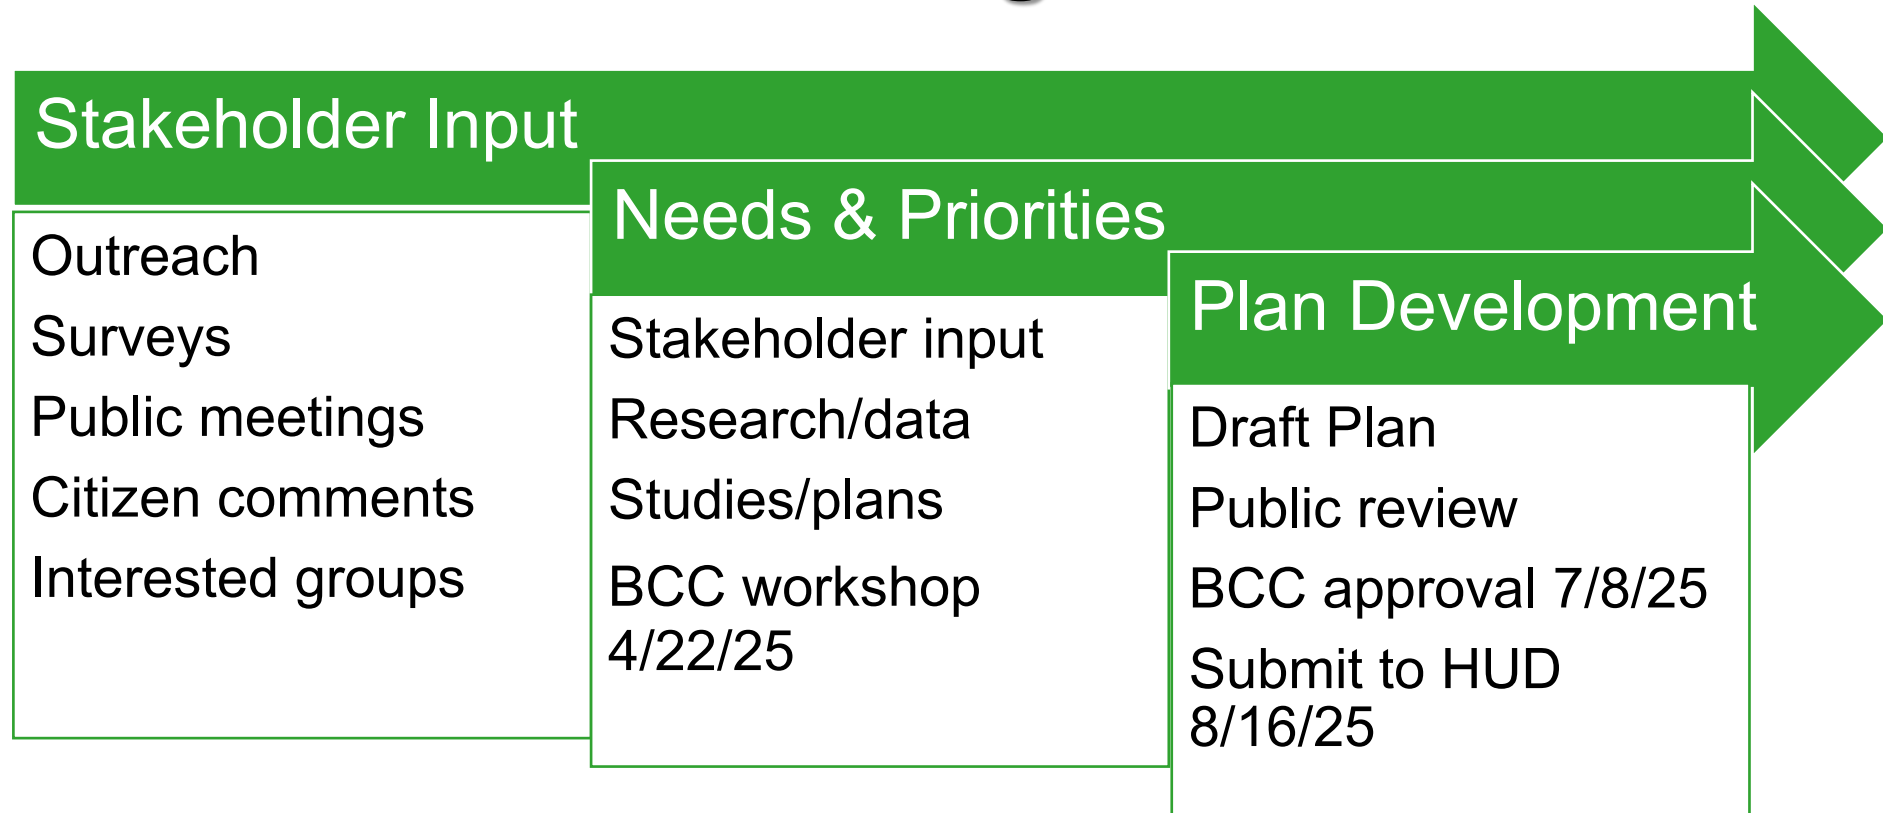 Stakeholder Input
Outreach
Surveys
Public meetings
Citizen comments
Interested groups
Needs & Priorities
Stakeholder input
Research/data
Studies/plans
BCC workshop
4/22/25
Plan Development
Draft Plan
Public review
BCC approval 7/8/25
Submit to HUD
8/16/25